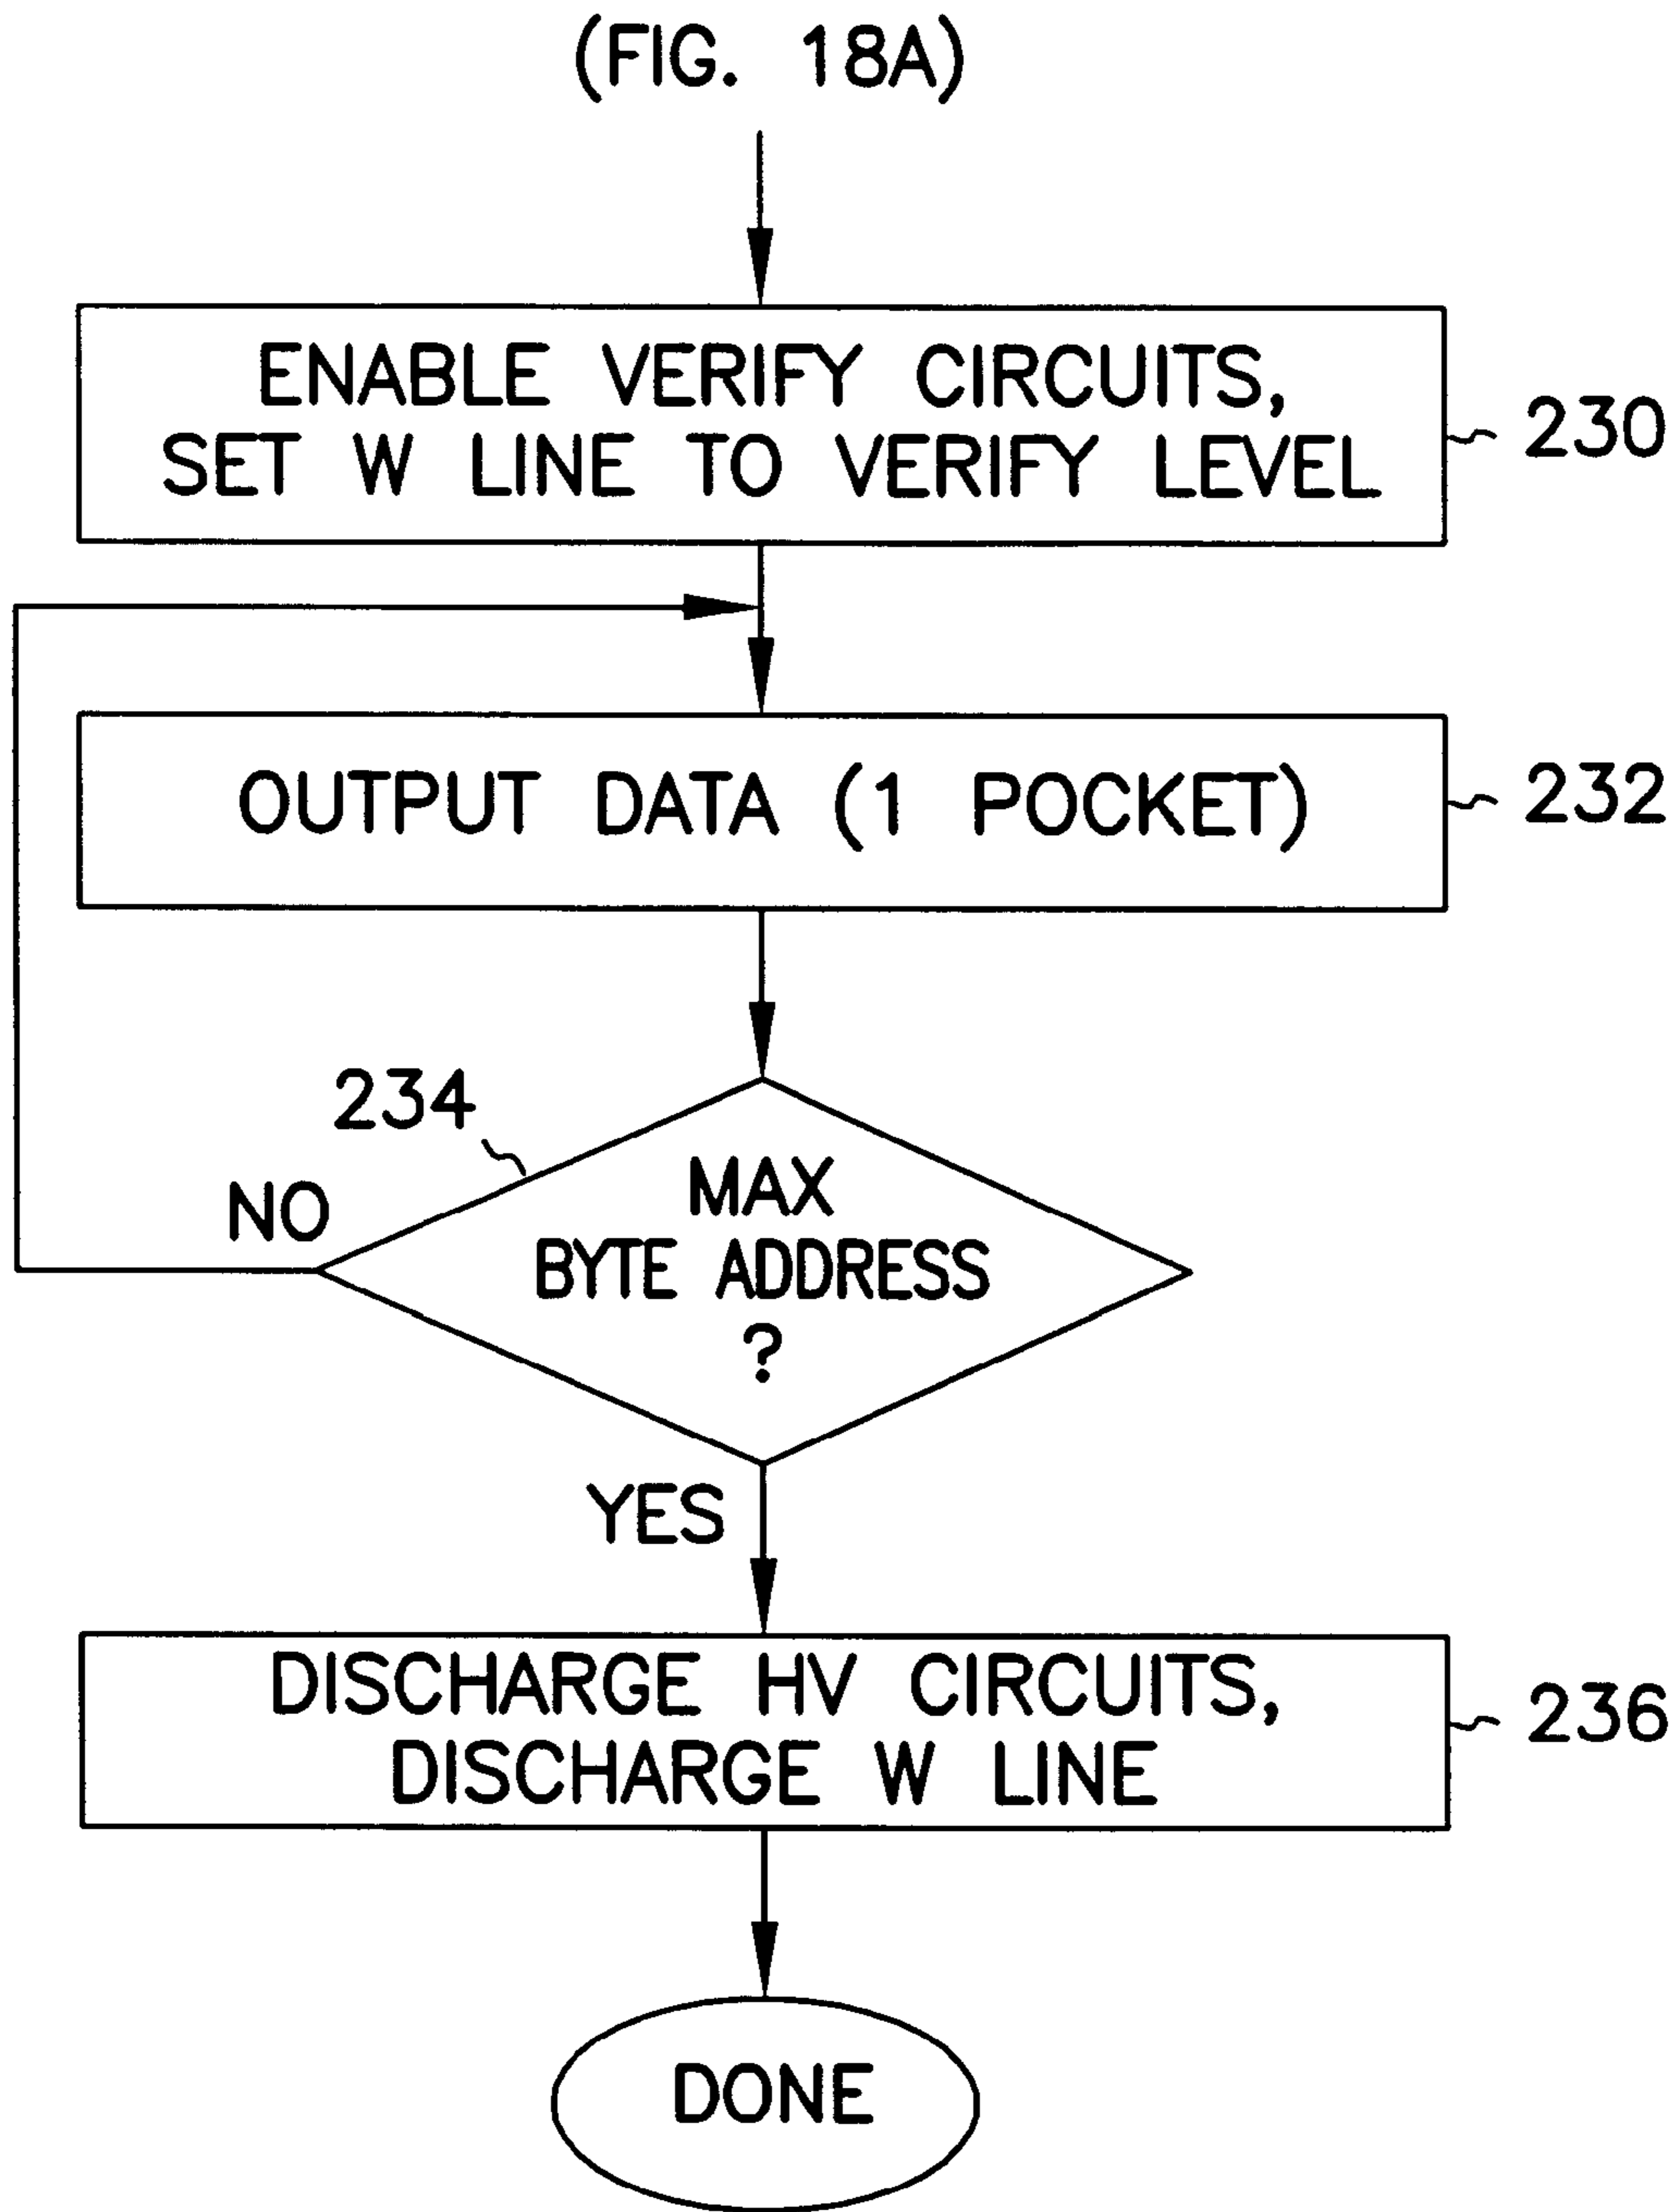 (FIG. 18A)
ENABLE VERIFY CIRCUITS,
SET W LINE TO VERIFY LEVEL
230
OUTPUT DATA (1 POCKET)
232
234
NO
MAX
BYTE ADDRESS
?
YES
DISCHARGE HV CIRCUITS,
DISCHARGE W LINE
236
DONE